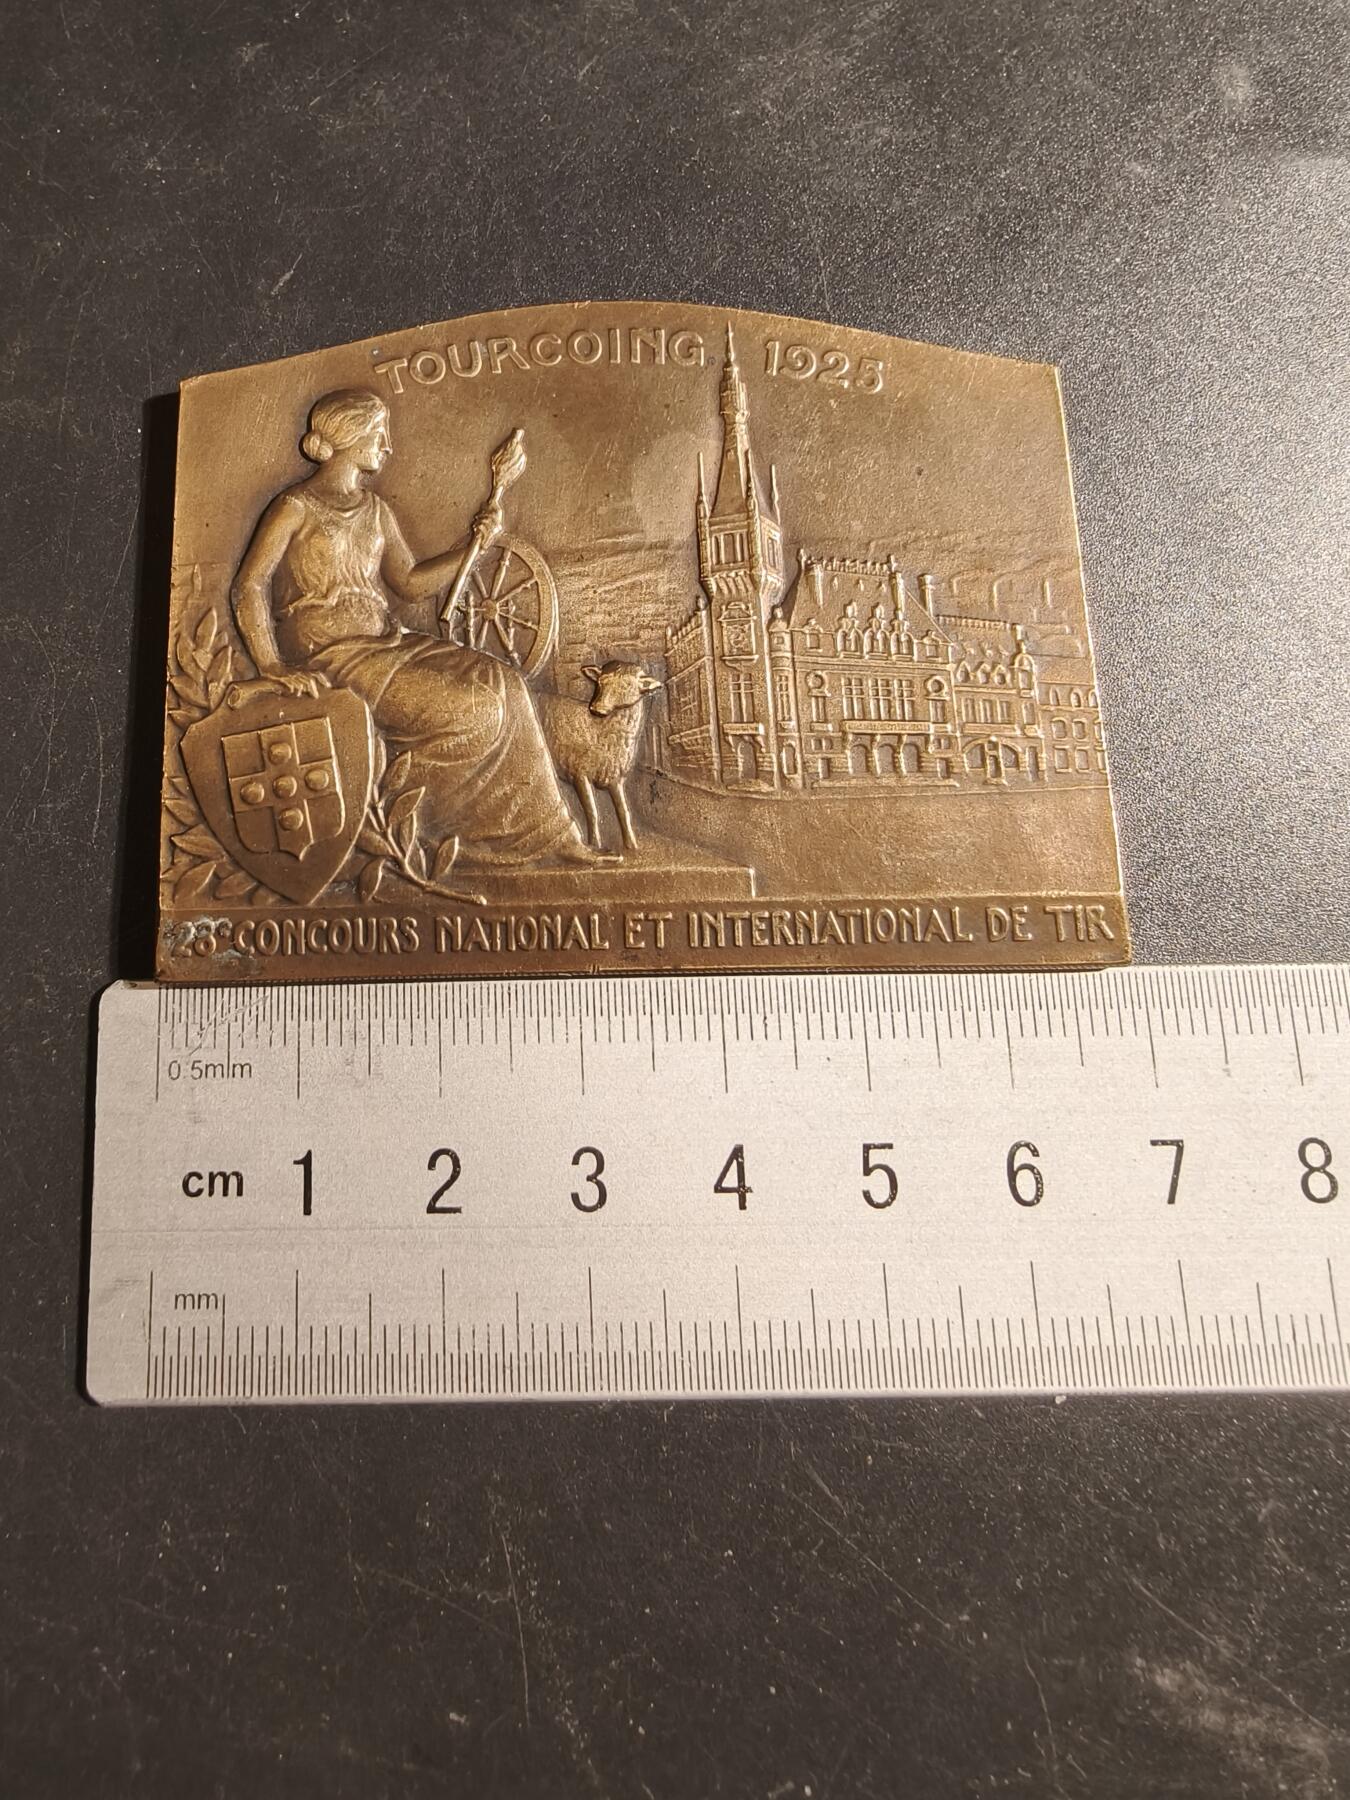 TOURCOING 1925
28e CONCOURS NATIONAL ET INTERNATIONAL DE TIR
0.5mm
cm 1 2 3 4 5 6 7 8
mm